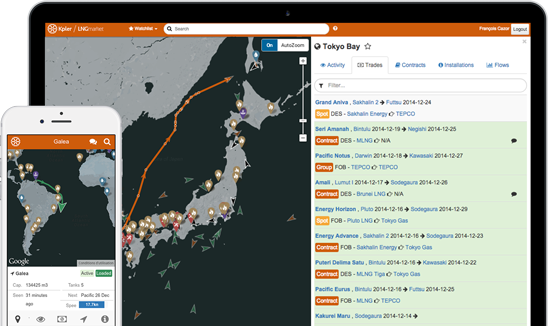 Kpler / LNGmarket
Watchlist
Search
François Cazor
Logout
On
AutoZoom
Tokyo Bay
Activity
Trades
Contracts
Installations
Flows
Filter...
Grand Aniva , Sakhalin 2 → Futtsu 2014-12-24
Spot DES - Sakhalin Energy TEPCO
Seri Amanah , Bintulu 2014-12-19 → Negishi 2014-12-25
Contract DES - MLNG N/A
Pacific Notus , Darwin 2014-12-18 → Kawasaki 2014-12-27
Group FOB - TEPCO TEPCO
Amali , Lumut I 2014-12-17 → Sodegaura 2014-12-26
Contract DES - Brunei LNG N/A
Energy Horizon , Pluto 2014-12-16 → Sodegaura 2014-12-29
Spot FOB - Pluto LNG Tokyo Gas
Energy Advance , Sakhalin 2 2014-12-16 → Sodegaura 2014-12-23
Contract FOB - Sakhalin Energy Tokyo Gas
Puteri Delima Satu , Bintulu 2014-12-16 → Kawasaki 2014-12-22
Contract DES - MLNG Tiga Tokyo Gas
Pacific Eurus , Bintulu 2014-12-16 → Futtsu 2014-12-25
Contract FOB - MLNG TEPCO
Kakurei Maru , Sodegaura 2014-12-14 →
Galea
Google
Galea
Active
Loaded
Cap. 134425 m3
Tanks 5
Seen 31 minutes ago
Next Pacific 26 Dec
Spee 17.7kn